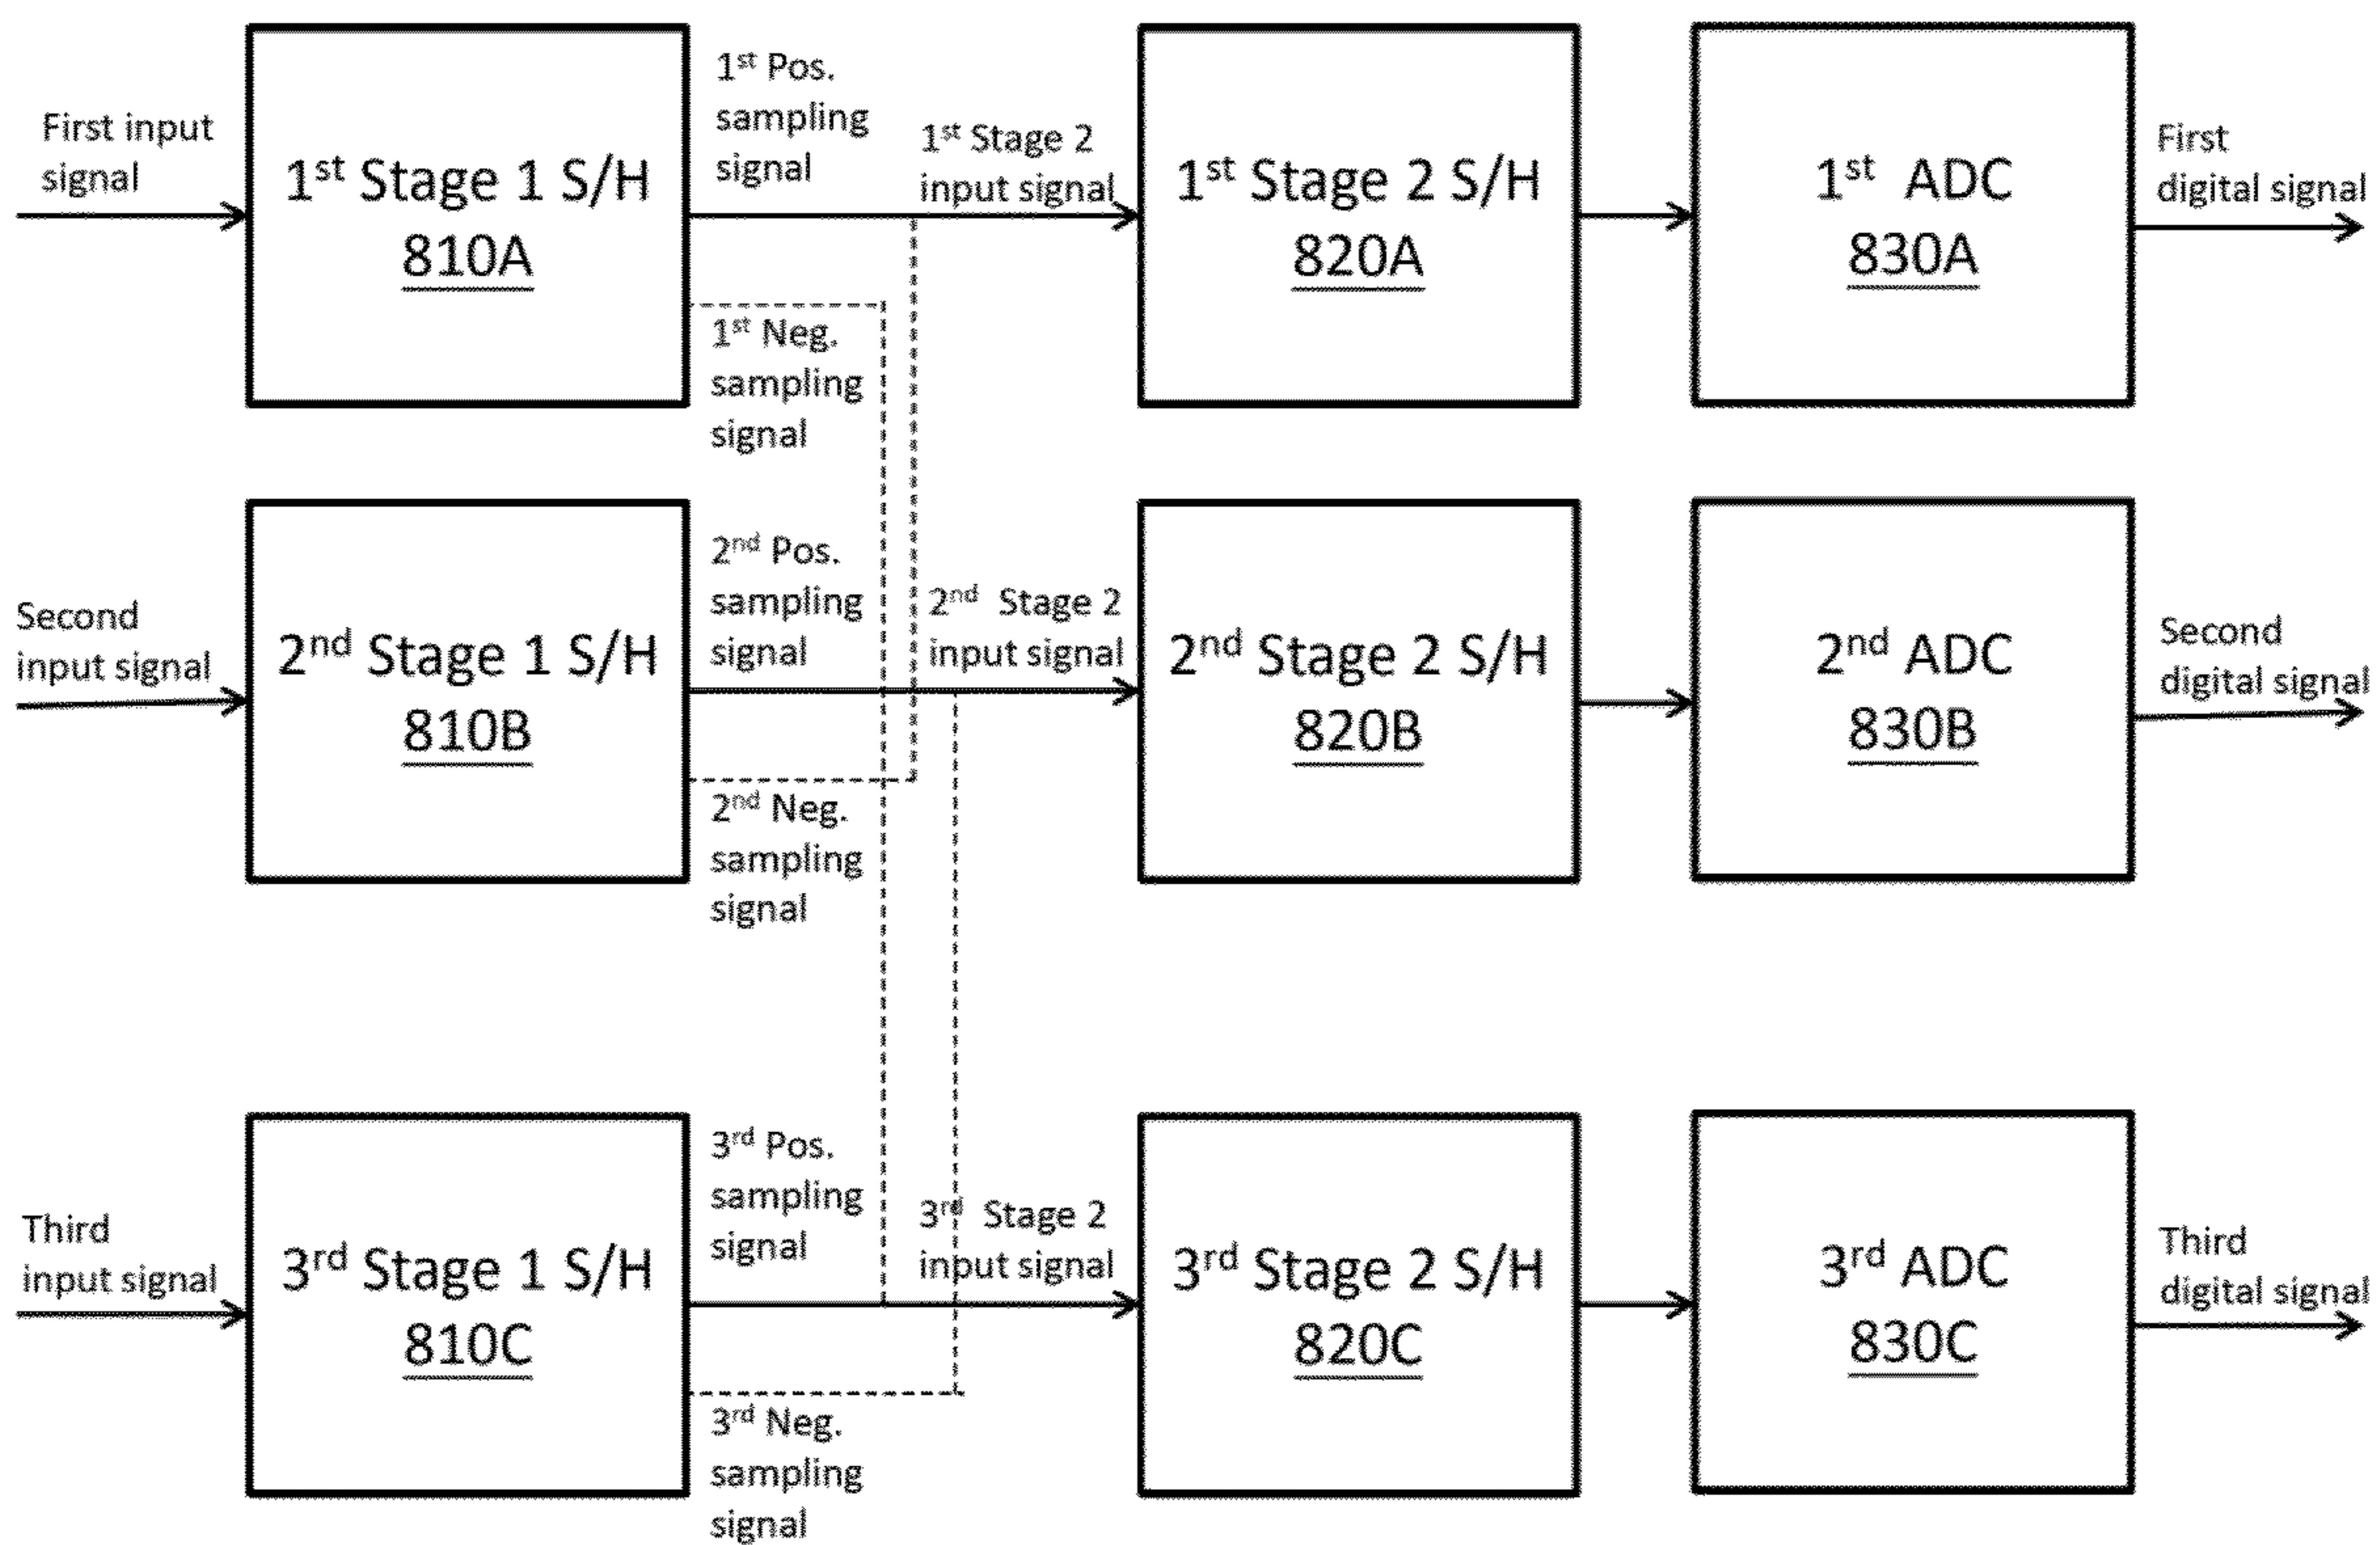 First input
signal
1st Stage 1 S/H
810A
1st Pos.
sampling
signal
1st Stage 2
input signal
1st Stage 2 S/H
820A
1st ADC
830A
First
digital signal
1st Neg.
sampling
signal
Second
input signal
2nd Stage 1 S/H
810B
2nd Pos.
sampling
signal
2nd Stage 2
input signal
2nd Stage 2 S/H
820B
2nd ADC
830B
Second
digital signal
2nd Neg.
sampling
signal
Third
input signal
3rd Stage 1 S/H
810C
3rd Pos.
sampling
signal
3rd Stage 2
input signal
3rd Stage 2 S/H
820C
3rd ADC
830C
Third
digital signal
3rd Neg.
sampling
signal